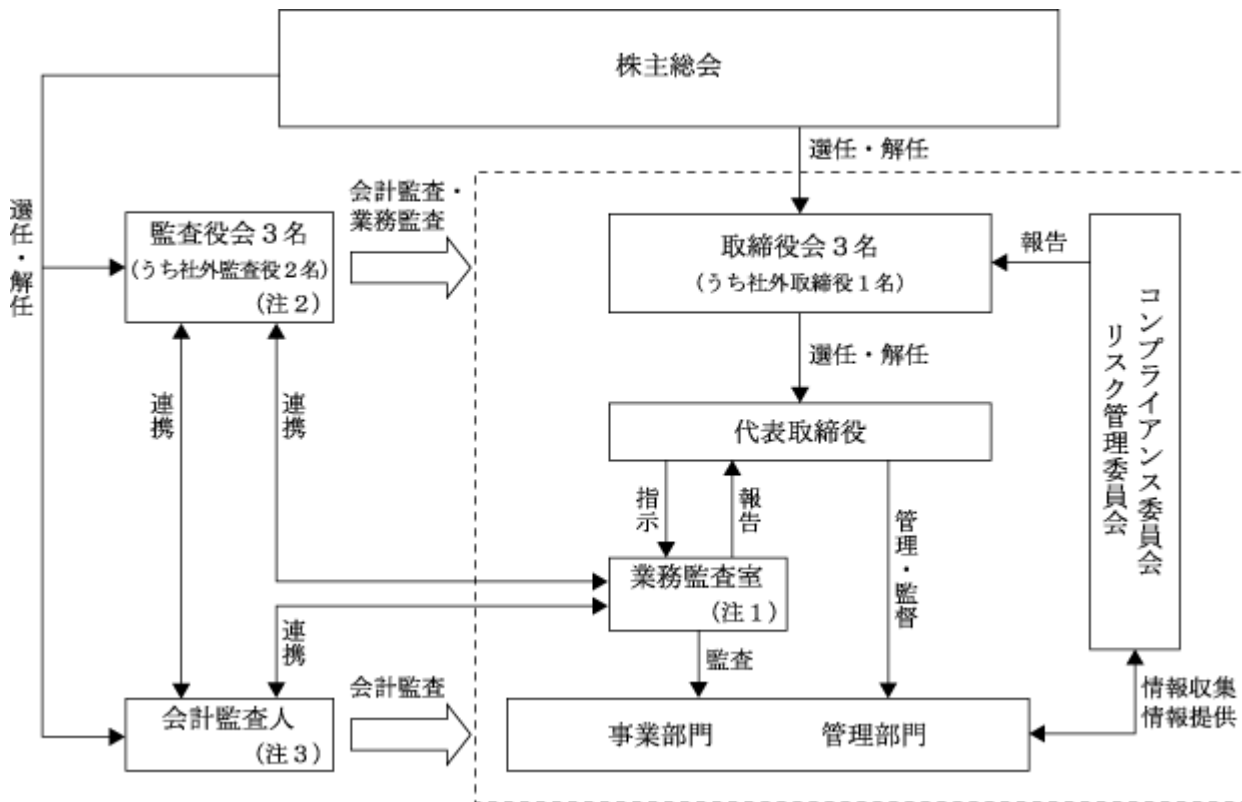 株主総会
選任・解任
選任・解任
会計監査・
業務監査
監査役会3名
(うち社外監査役2名)
(注2)
取締役会3名
(うち社外取締役1名)
報告
コンプライアンス委員会
リスク管理委員会
選任・解任
連携
連携
代表取締役
指示
報告
管理・監督
業務監査室
(注1)
連携
監査
会計監査
会計監査人
(注3)
事業部門
管理部門
情報収集
情報提供